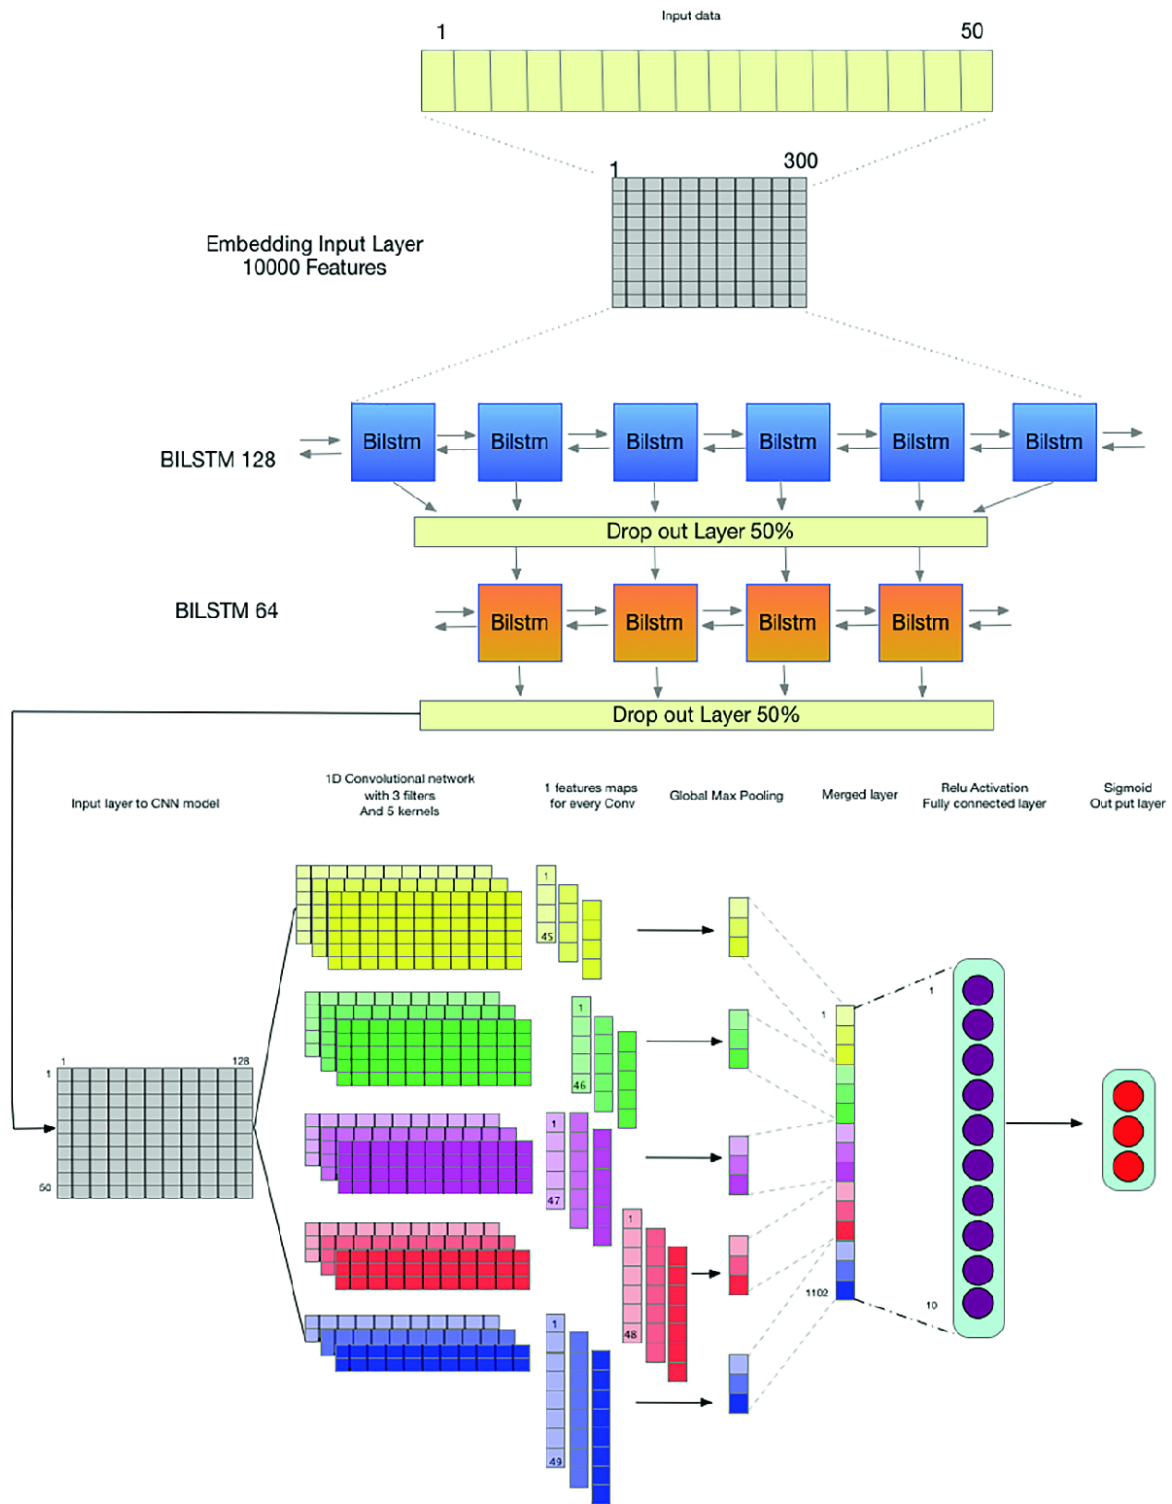 Input data
1
50
1
300
Embedding Input Layer
10000 Features
Bilstm
Bilstm
Bilstm
Bilstm
Bilstm
Bilstm
BILSTM 128
Drop out Layer 50%
BILSTM 64
Bilstm
Bilstm
Bilstm
Bilstm
Drop out Layer 50%
Input layer to CNN model
1D Convolutional network
with 3 filters
And 5 kernels
1 features maps
for every Conv
Global Max Pooling
Merged layer
Relu Activation
Fully connected layer
Sigmoid
Out put layer
1
45
1
46
1
128
1
50
1
47
1
48
1
49
1
1102
1
10